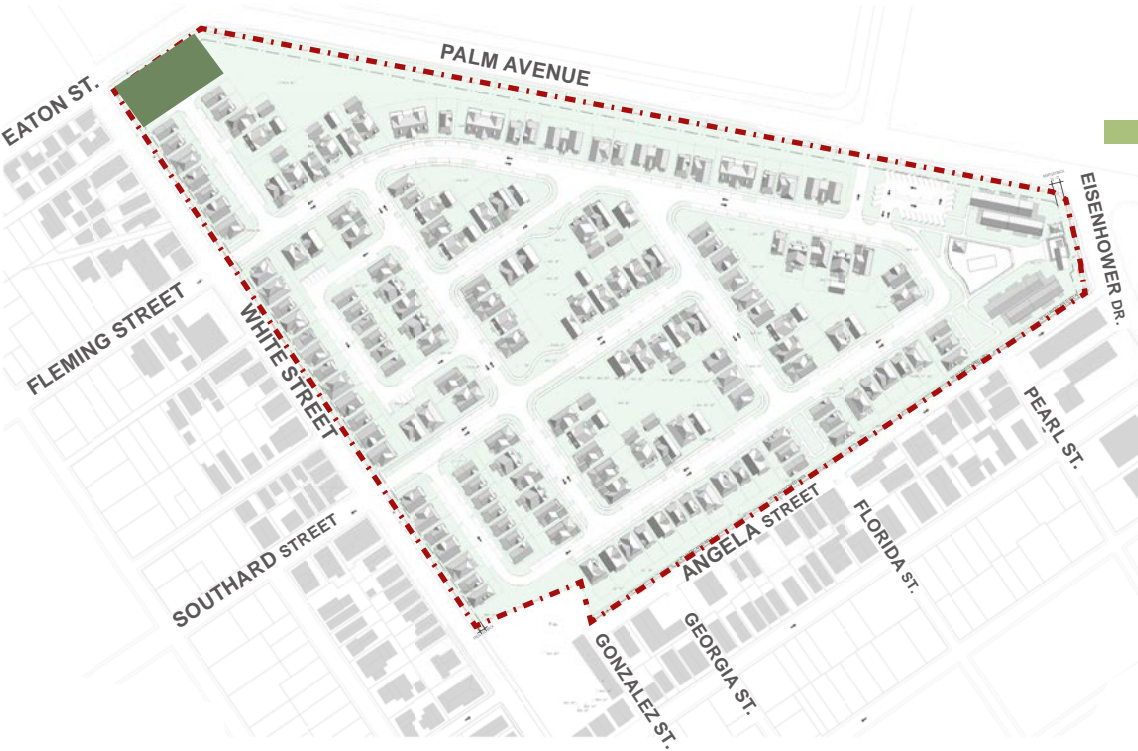 PALM AVENUE
EATON ST.
EISENHOWER DR.
FLEMING STREET
WHITE STREET
PEARL ST.
SOUTHARD STREET
ANGELA STREET
FLORIDA ST.
GEORGIA ST.
GONZALEZ ST.